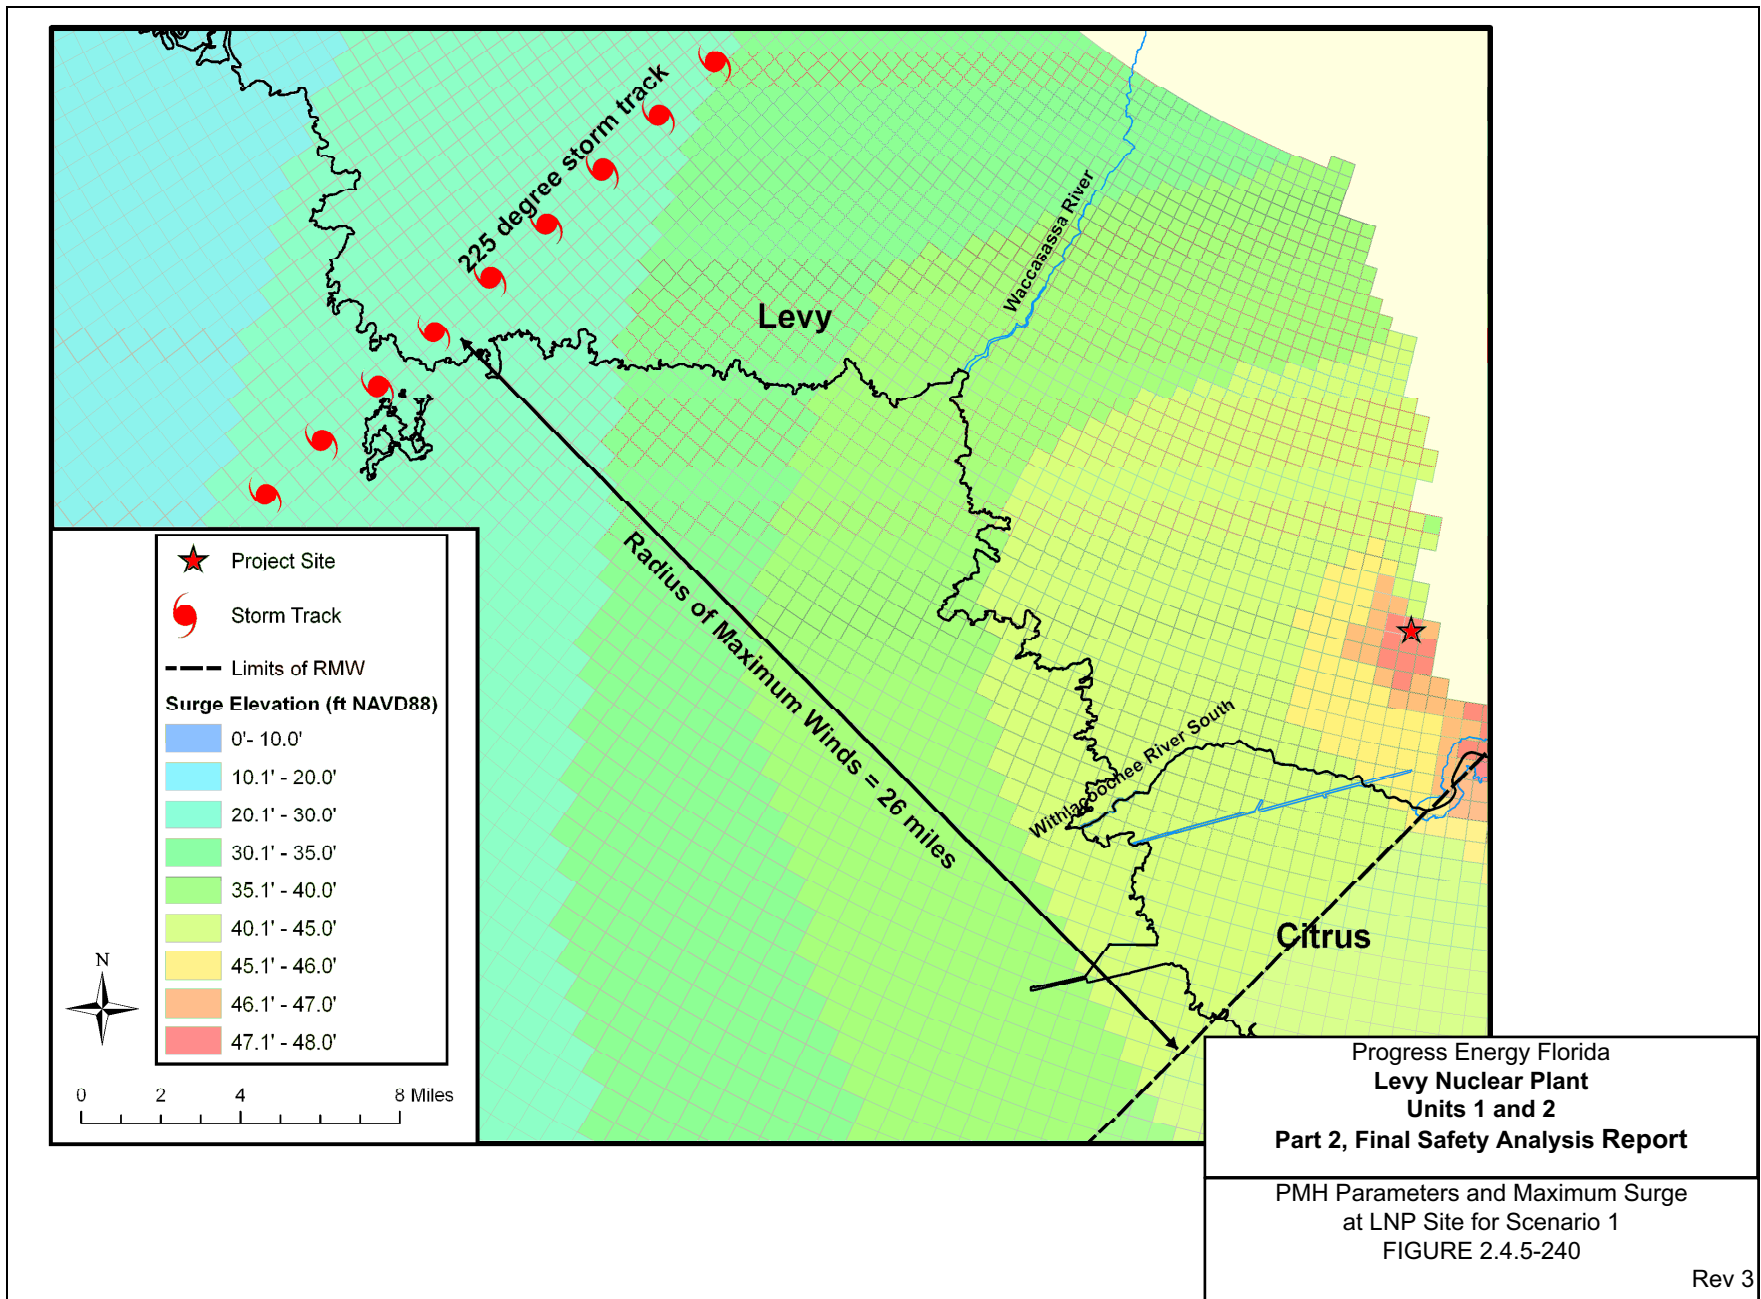 225 degree storm track
Waccasassa River
Levy
Radius of Maximum Winds = 26 miles
Withlacoochee River South
Citrus
Project Site
Storm Track
Limits of RMW
Surge Elevation (ft NAVD88)
0'- 10.0'
10.1' - 20.0'
20.1' - 30.0'
30.1' - 35.0'
35.1' - 40.0'
40.1' - 45.0'
45.1' - 46.0'
46.1' - 47.0'
47.1' - 48.0'
N
0 2 4 8 Miles
Progress Energy Florida
Levy Nuclear Plant
Units 1 and 2
Part 2, Final Safety Analysis Report
PMH Parameters and Maximum Surge
at LNP Site for Scenario 1
FIGURE 2.4.5-240
Rev 3